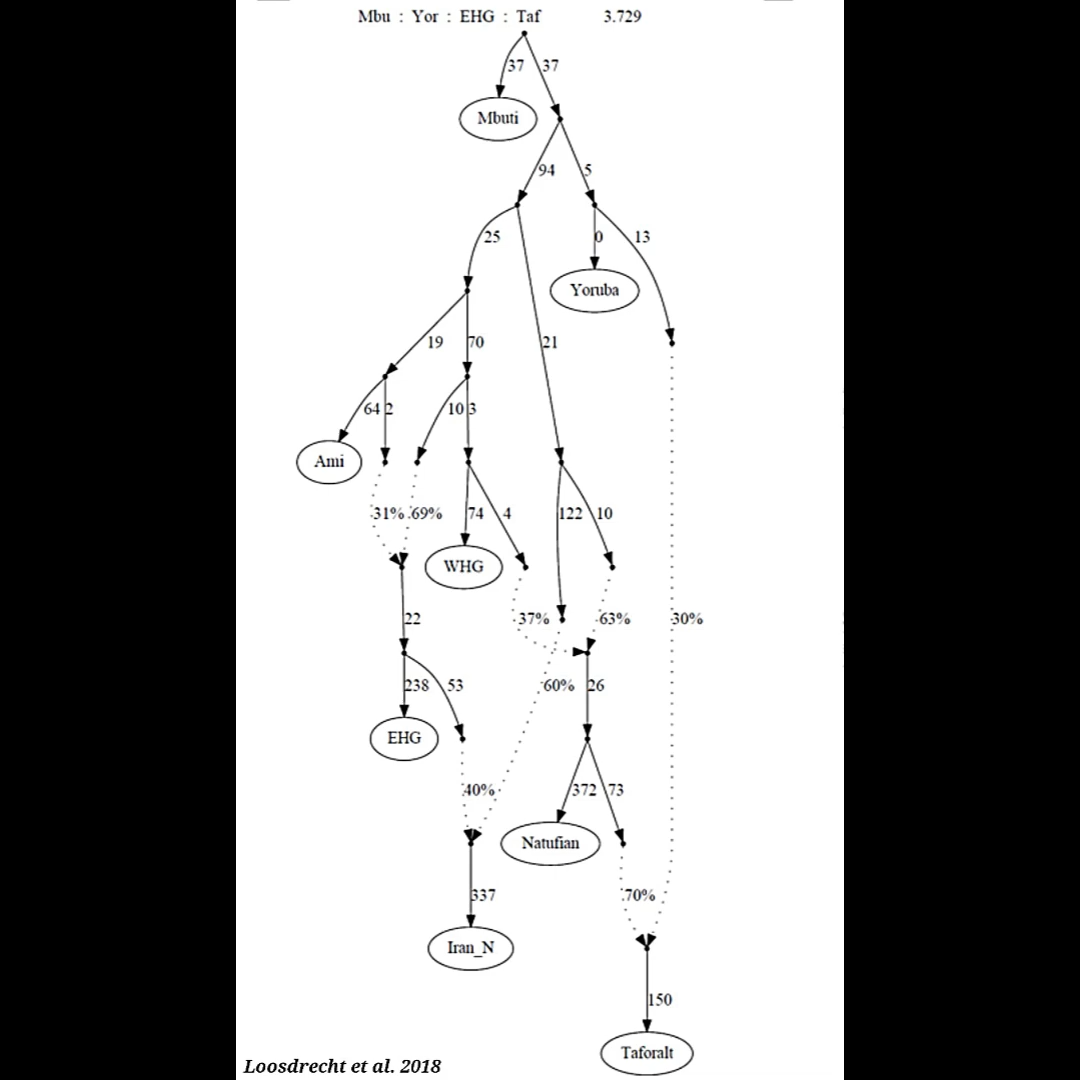 Mbu : Yor : EHG : Taf 3.729
37 37
Mbuti
94 5
25 0 13
Yoruba
19 70 21
64 2 10 3
Ami
31% 69% 74 4 122 10
WHG
22 37% 63% 30%
238 53 60% 26
EHG
40% 372 73
Natufian
337 70%
Iran_N
150
Taforalt
Loosdrecht et al. 2018